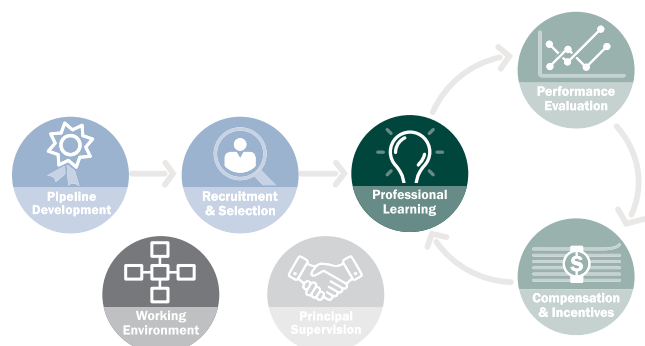 Performance
Evaluation
Pipeline
Development
Recruitment
& Selection
Professional
Learning
Compensation
& Incentives
Working
Environment
Principal
Supervision
$